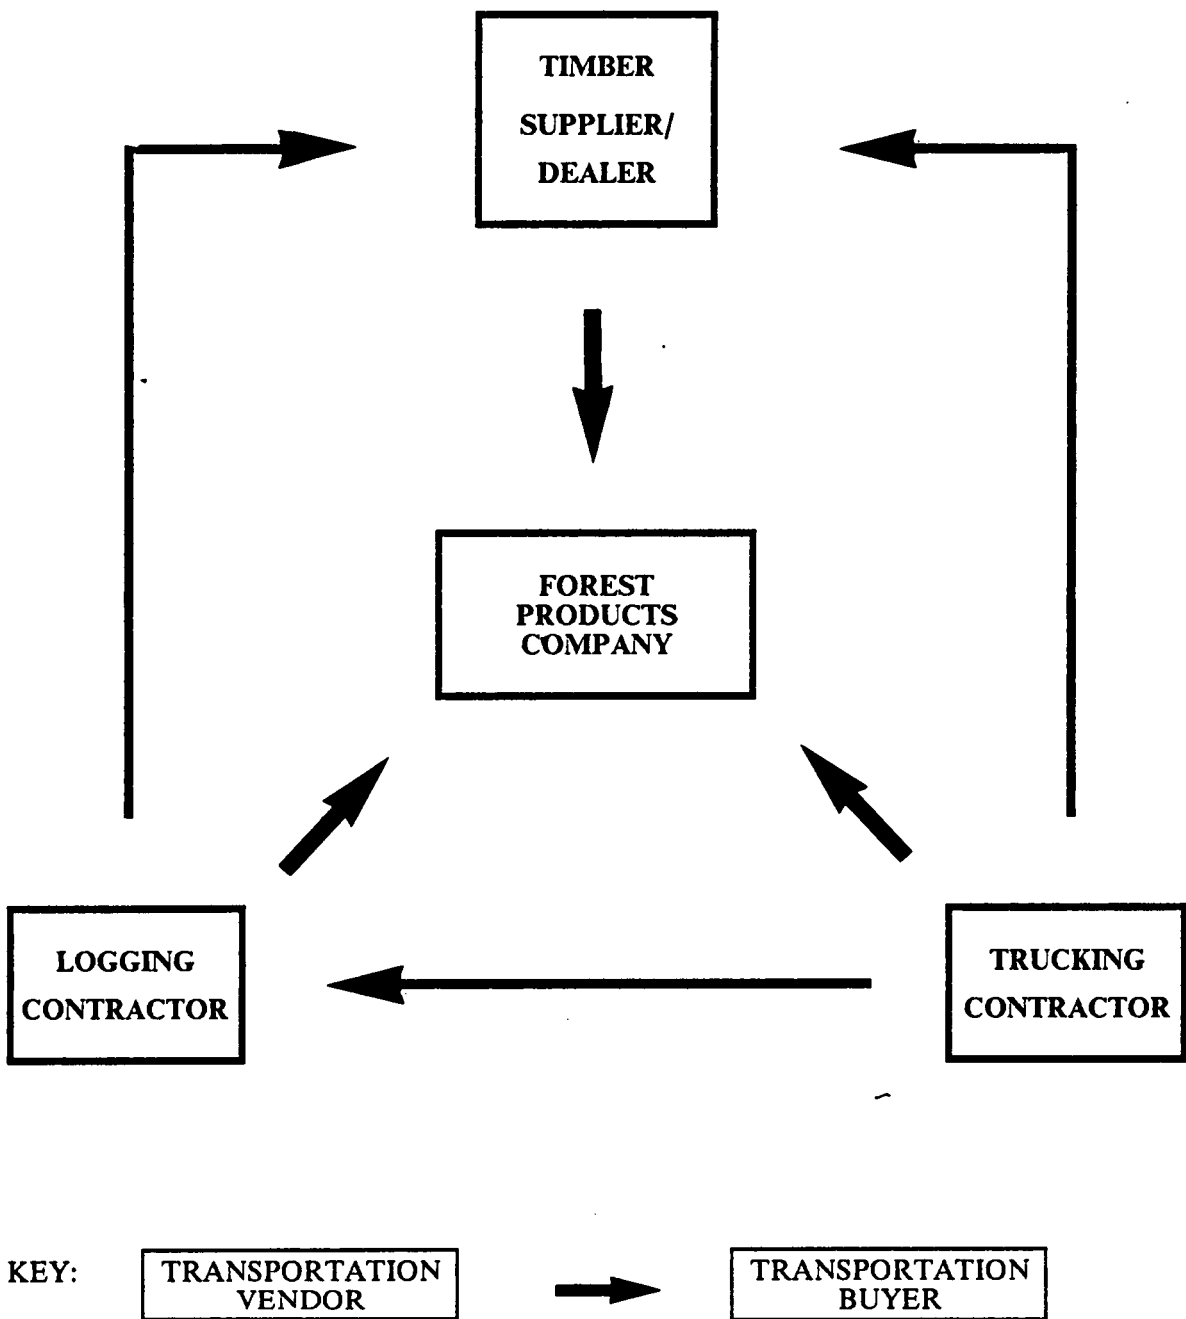 TIMBER
SUPPLIER/
DEALER
FOREST
PRODUCTS
COMPANY
LOGGING
CONTRACTOR
TRUCKING
CONTRACTOR
KEY:
TRANSPORTATION
VENDOR
TRANSPORTATION
BUYER